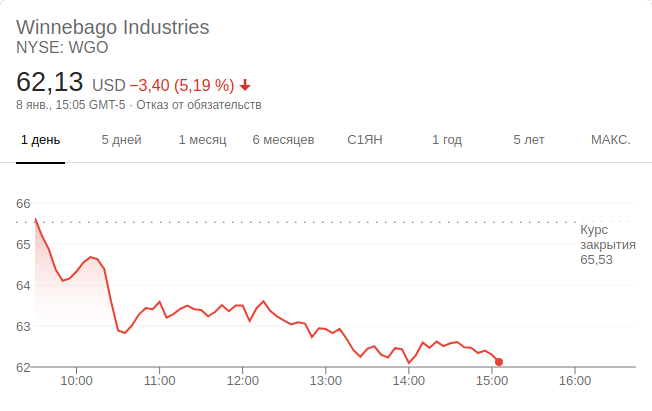 Winnebago Industries
NYSE: WGO
62,13 USD −3,40 (5,19 %)
8 янв., 15:05 GMT-5 · Отказ от обязательств
1 день 5 дней 1 месяц 6 месяцев С1ЯН 1 год 5 лет МАКС.
66
Курс
закрытия
65,53
65
64
63
62
10:00 11:00 12:00 13:00 14:00 15:00 16:00